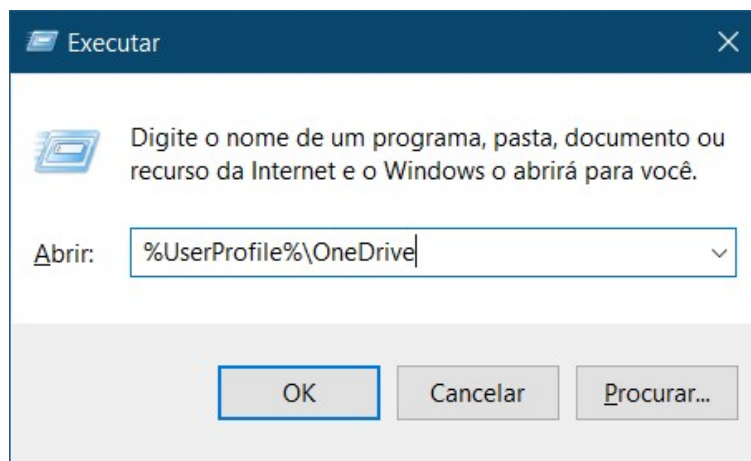 Executar
Digite o nome de um programa, pasta, documento ou
recurso da Internet e o Windows o abrirá para você.
Abrir: %UserProfile%\OneDrive
OK Cancelar Procurar...